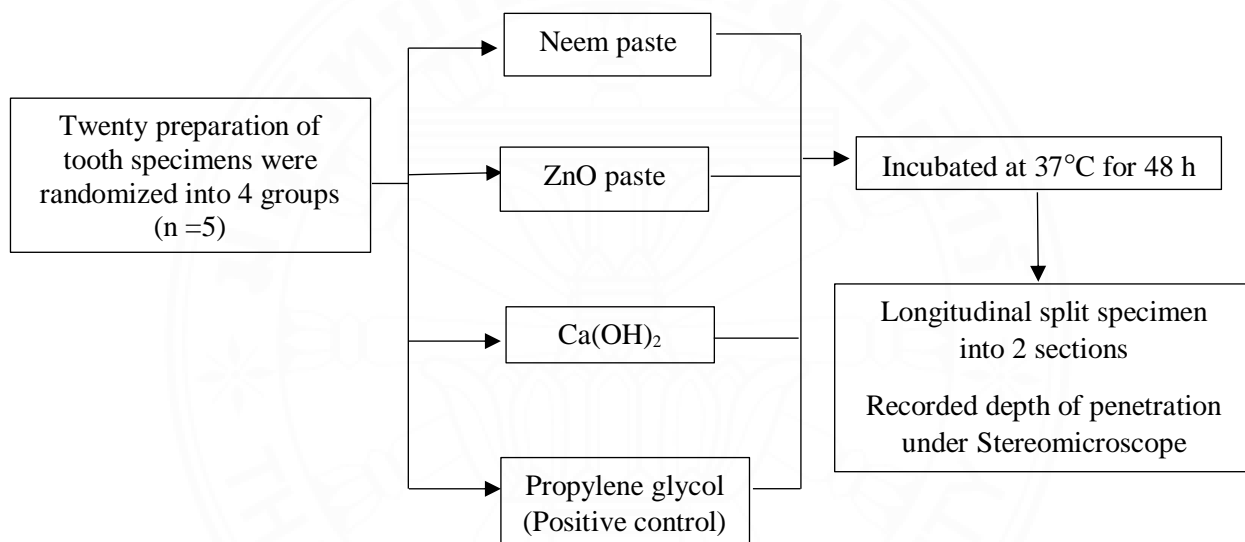 Twenty preparation of
tooth specimens were
randomized into 4 groups
(n =5)
Neem paste
ZnO paste
Ca(OH)₂
Propylene glycol
(Positive control)
Incubated at 37°C for 48 h
Longitudinal split specimen
into 2 sections
Recorded depth of penetration
under Stereomicroscope